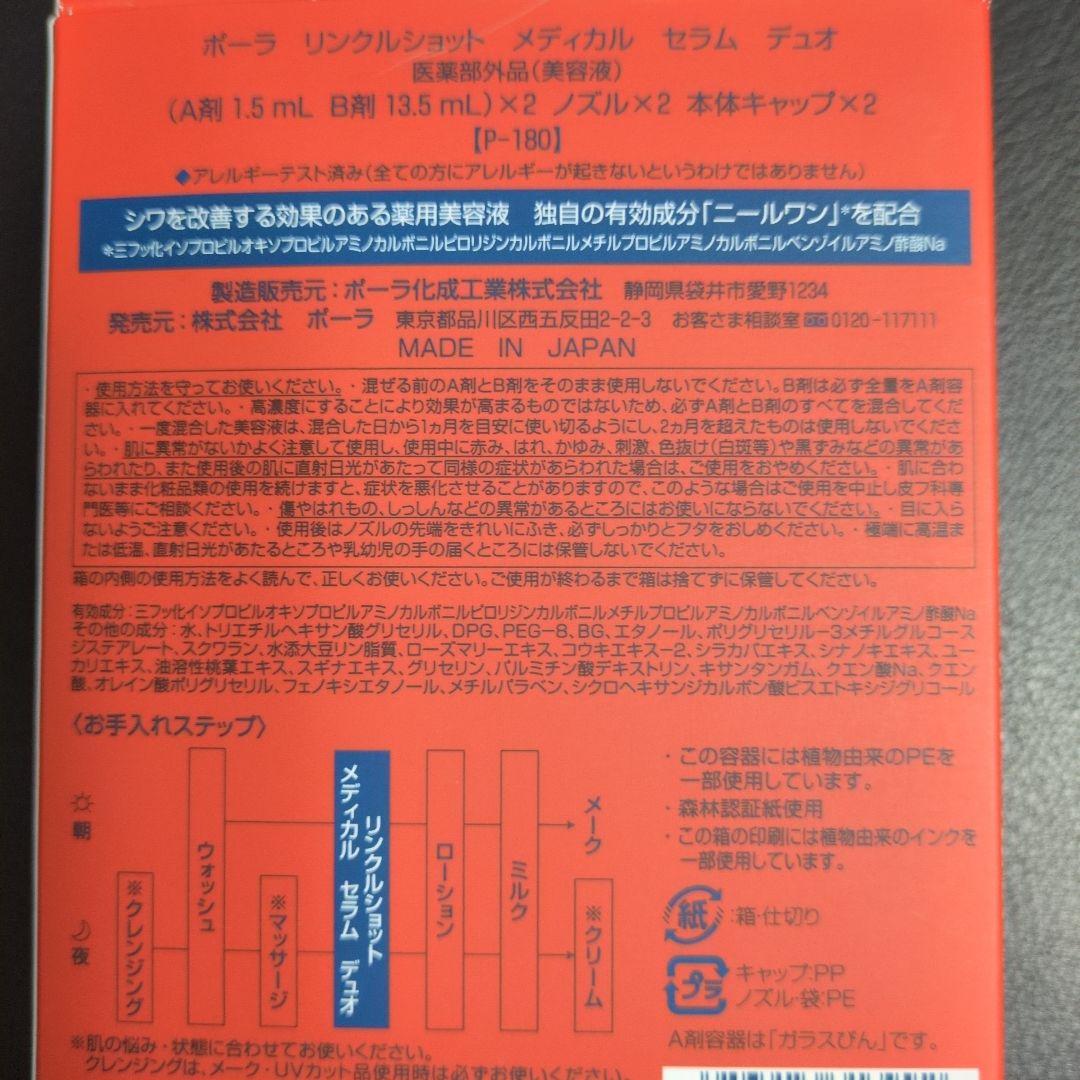 ポーラ　リンクルショット　メディカル　セラム　デュオ
医薬部外品(美容液)
(A剤 1.5 mL　B剤 13.5 mL)×2　ノズル×2　本体キャップ×2
【P-180】
◆アレルギーテスト済み(全ての方にアレルギーが起きないというわけではありません)
シワを改善する効果のある薬用美容液　独自の有効成分「ニールワン」*を配合
*三フッ化イソプロピルオキソプロピルアミノカルボニルピロリジンカルボニルメチルプロピルアミノカルボニルベンゾイルアミノ酢酸Na
製造販売元：ポーラ化成工業株式会社　静岡県袋井市愛野1234
発売元：株式会社　ポーラ　東京都品川区西五反田2-2-3　お客さま相談室 0120-117111
MADE IN JAPAN
・使用方法を守ってお使いください。・混ぜる前のA剤とB剤をそのまま使用しないでください。B剤は必ず全量をA剤容
器に入れてください。・高濃度にすることにより効果が高まるものではないため、必ずA剤とB剤のすべてを混合してくだ
さい。・一度混合した美容液は、混合した日から1ヵ月を目安に使い切るようにし、2ヵ月を超えたものは使用しないでくださ
い。・肌に異常がないかよく注意して使用し、使用中に赤み、はれ、かゆみ、刺激、色抜け(白斑等)や黒ずみなどの異常があ
らわれたり、また使用後の肌に直射日光があたって同様の症状があらわれた場合は、ご使用をおやめください。・肌に合わ
ないまま化粧品類の使用を続けますと、症状を悪化させることがありますので、このような場合はご使用を中止し皮フ科専
門医等にご相談ください。・傷やはれもの、しっしんなどの異常があるところにはお使いにならないでください。・目に入ら
ないようご注意ください。・使用後はノズルの先端をきれいにふき、必ずしっかりとフタをおしめください。・極端に高温ま
たは低温、直射日光があたるところや乳幼児の手の届くところには保管しないでください。
箱の内側の使用方法をよく読んで、正しくお使いください。ご使用が終わるまで箱は捨てずに保管してください。
有効成分：三フッ化イソプロピルオキソプロピルアミノカルボニルピロリジンカルボニルメチルプロピルアミノカルボニルベンゾイルアミノ酢酸Na
その他の成分：水、トリエチルヘキサン酸グリセリル、DPG、PEG-8、BG、エタノール、ポリグリセリル-3メチルグルコース
ジステアレート、スクワラン、水添大豆リン脂質、ローズマリーエキス、コウキエキス-2、シラカバエキス、シナノキエキス、ユー
カリエキス、油溶性桃葉エキス、スギナエキス、グリセリン、パルミチン酸デキストリン、キサンタンガム、クエン酸Na、クエン
酸、オレイン酸ポリグリセリル、フェノキシエタノール、メチルパラベン、シクロヘキサンジカルボン酸ビスエトキシジグリコール
〈お手入れステップ〉
朝
夜
※クレンジング
ウォッシュ
※マッサージ
リンクルショット
メディカル　セラム　デュオ
ローション
ミルク
メーク
※クリーム
※肌の悩み・状態に合わせてお使いください。
クレンジングは、メーク・UVカット品使用時は必ずお使いください。
・この容器には植物由来のPEを
一部使用しています。
・森林認証紙使用
・この箱の印刷には植物由来のインクを
一部使用しています。
紙：箱・仕切り
プラ
キャップ：PP
ノズル・袋：PE
A剤容器は「ガラスびん」です。